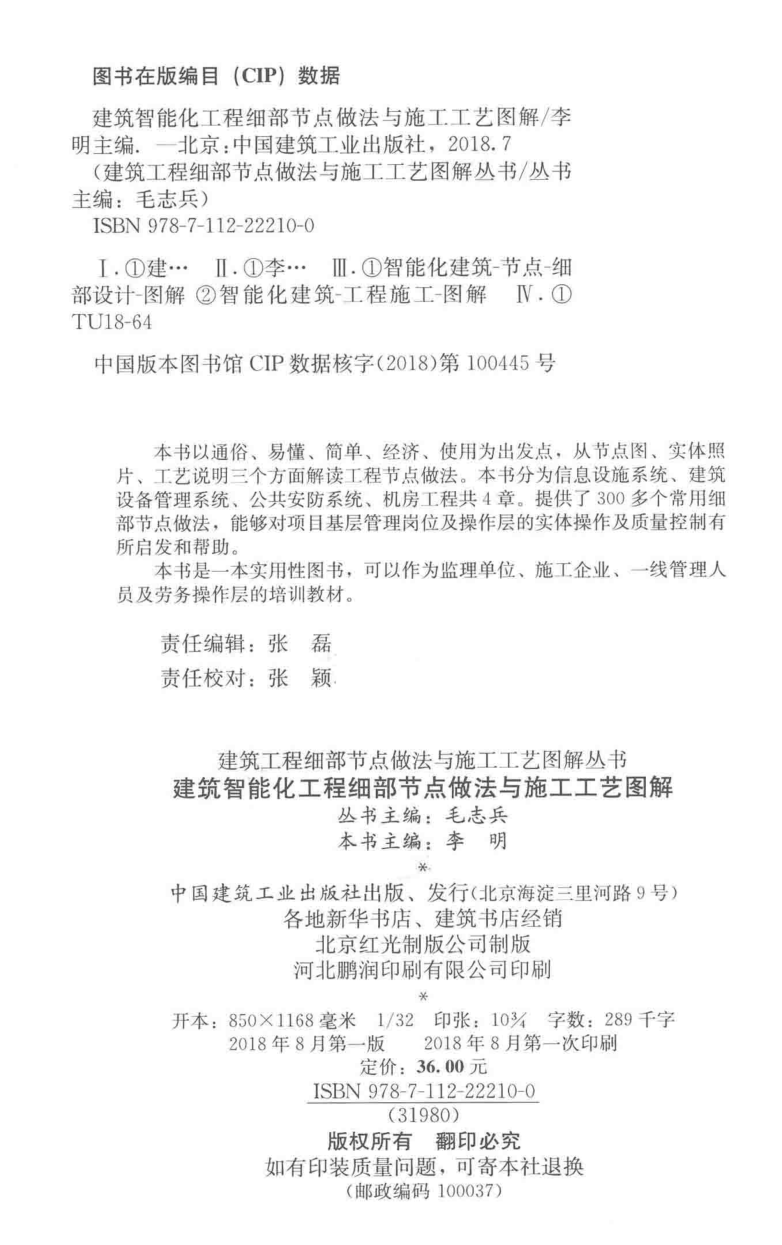 图书在版编目（CIP）数据
建筑智能化工程细部节点做法与施工工艺图解/李
明主编. —北京:中国建筑工业出版社，2018.7
（建筑工程细部节点做法与施工工艺图解丛书/丛书
主编：毛志兵）
ISBN 978-7-112-22210-0
Ⅰ.①建… Ⅱ.①李… Ⅲ.①智能化建筑-节点-细
部设计-图解 ②智能化建筑-工程施工-图解 Ⅳ.①
TU18-64
中国版本图书馆 CIP 数据核字(2018)第 100445 号
本书以通俗、易懂、简单、经济、使用为出发点，从节点图、实体照
片、工艺说明三个方面解读工程节点做法。本书分为信息设施系统、建筑
设备管理系统、公共安防系统、机房工程共 4 章。提供了 300 多个常用细
部节点做法，能够对项目基层管理岗位及操作层的实体操作及质量控制有
所启发和帮助。
本书是一本实用性图书，可以作为监理单位、施工企业、一线管理人
员及劳务操作层的培训教材。
责任编辑：张 磊
责任校对：张 颖
建筑工程细部节点做法与施工工艺图解丛书
建筑智能化工程细部节点做法与施工工艺图解
丛书主编：毛志兵
本书主编：李 明
*
中国建筑工业出版社出版、发行(北京海淀三里河路 9 号)
各地新华书店、建筑书店经销
北京红光制版公司制版
河北鹏润印刷有限公司印刷
*
开本：850×1168 毫米 1/32 印张：10¾ 字数：289 千字
2018 年 8 月第一版 2018 年 8 月第一次印刷
定价：36.00 元
ISBN 978-7-112-22210-0
(31980)
版权所有 翻印必究
如有印装质量问题，可寄本社退换
(邮政编码 100037)